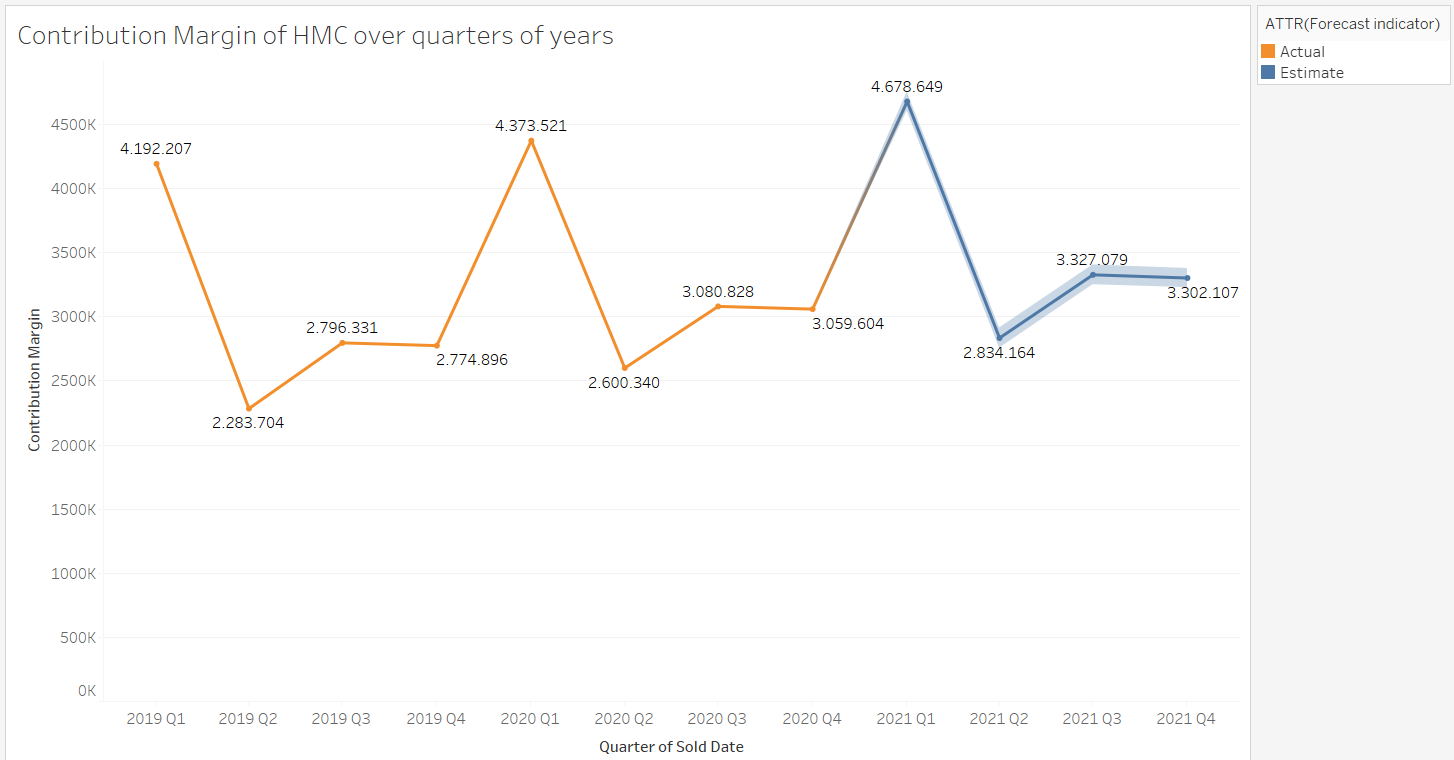 Contribution Margin of HMC over quarters of years
ATTR(Forecast indicator)
Actual
Estimate
Contribution Margin
4500K
4000K
3500K
3000K
2500K
2000K
1500K
1000K
500K
0K
4.192.207
2.283.704
2.796.331
2.774.896
4.373.521
2.600.340
3.080.828
3.059.604
4.678.649
2.834.164
3.327.079
3.302.107
2019 Q1
2019 Q2
2019 Q3
2019 Q4
2020 Q1
2020 Q2
2020 Q3
2020 Q4
2021 Q1
2021 Q2
2021 Q3
2021 Q4
Quarter of Sold Date